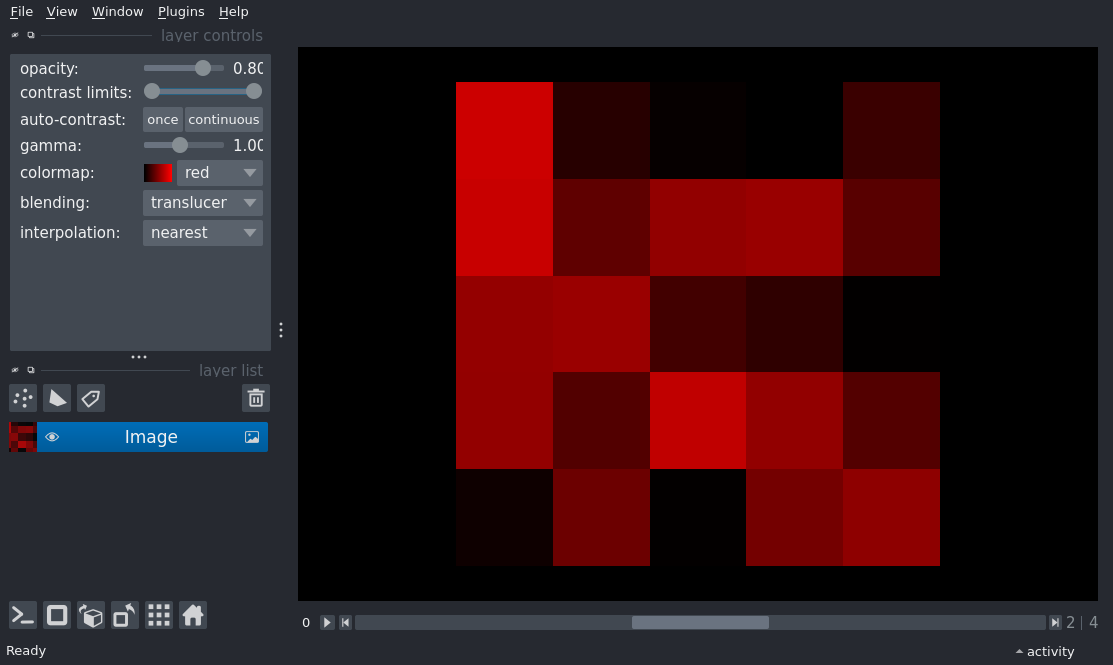 File View Window Plugins Help
layer controls
opacity: 0.80
contrast limits:
auto-contrast: once continuous
gamma: 1.00
colormap: red
blending: translucer
interpolation: nearest
layer list
Image
0 2 | 4
Ready activity